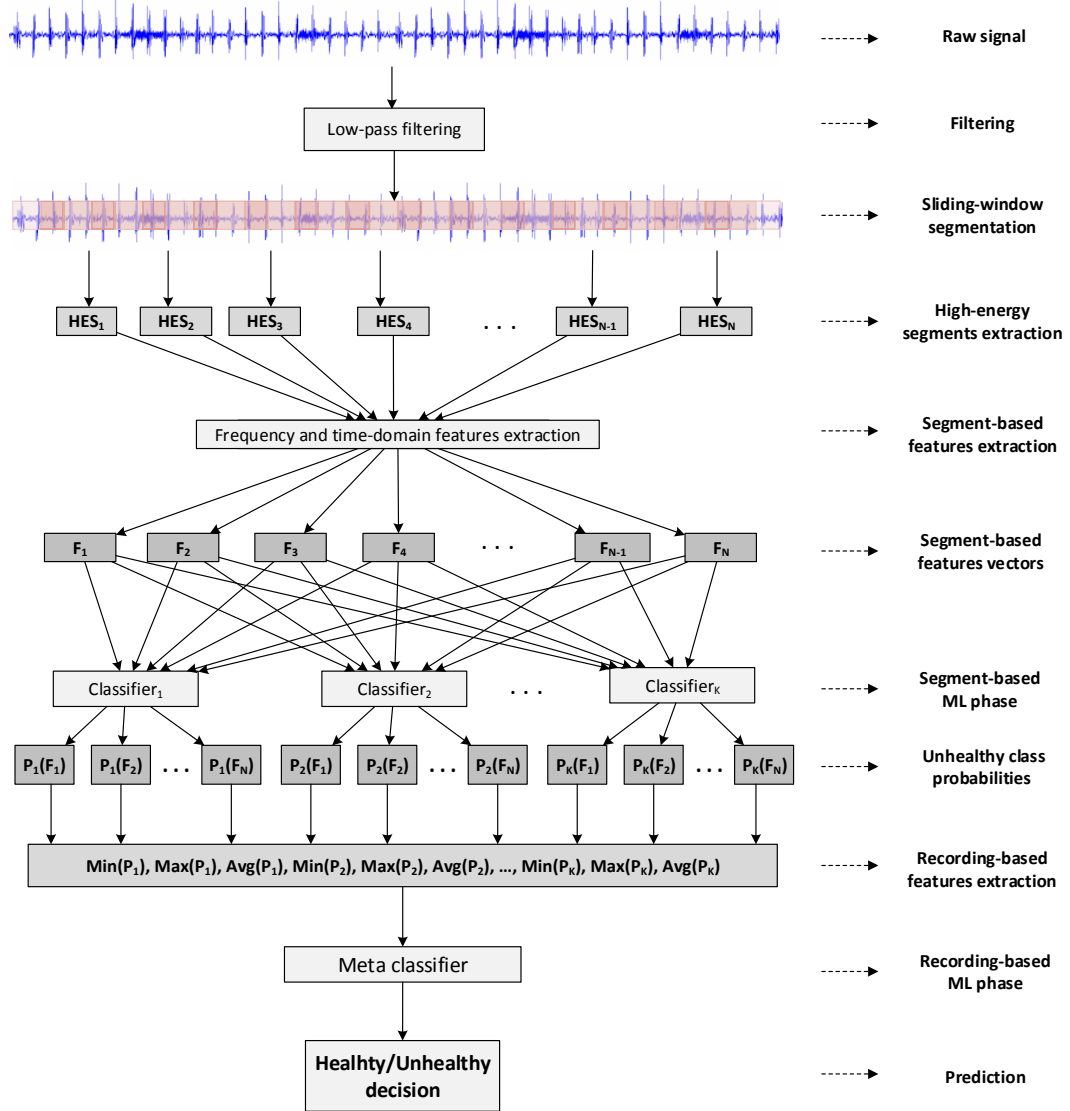 Raw signal
Low-pass filtering
Filtering
Sliding-window
segmentation
HES1 HES2 HES3 HES4 . . . HESN-1 HESN
High-energy
segments extraction
Frequency and time-domain features extraction
Segment-based
features extraction
F1 F2 F3 F4 . . . FN-1 FN
Segment-based
features vectors
Classifier1 Classifier2 . . . ClassifierK
Segment-based
ML phase
P1(F1) P1(F2) . . . P1(FN) P2(F1) P2(F2) . . . P2(FN) PK(F1) PK(F2) . . . PK(FN)
Unhealthy class
probabilities
Min(P1), Max(P1), Avg(P1), Min(P2), Max(P2), Avg(P2), ..., Min(PK), Max(PK), Avg(PK)
Recording-based
features extraction
Meta classifier
Recording-based
ML phase
Healhty/Unhealthy
decision
Prediction